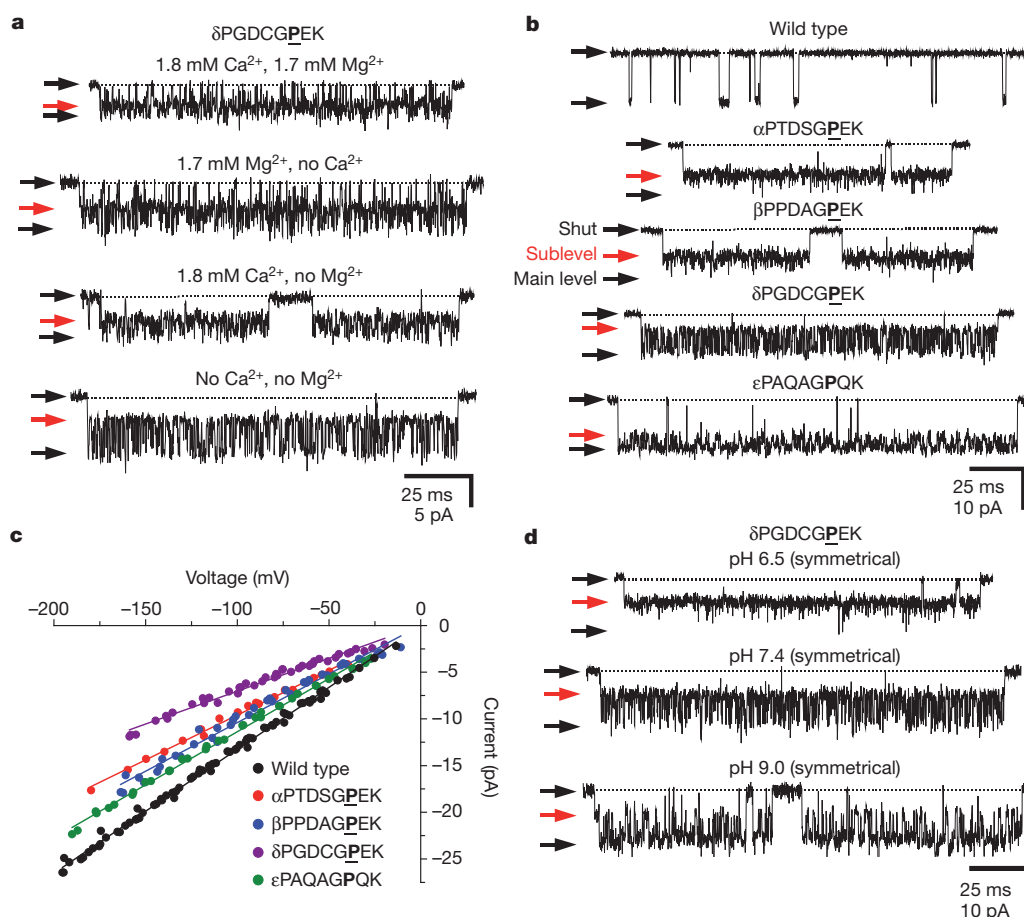 a
δPGDCGPEK
1.8 mM Ca²⁺, 1.7 mM Mg²⁺
1.7 mM Mg²⁺, no Ca²⁺
1.8 mM Ca²⁺, no Mg²⁺
No Ca²⁺, no Mg²⁺
25 ms
5 pA
b
Wild type
αPTDSGPEK
βPPDAGPEK
Shut
Sublevel
Main level
δPGDCGPEK
εPAQAGPQK
25 ms
10 pA
c
Voltage (mV)
−200 −150 −100 −50 0
0
−5
−10
−15
−20
−25
Current (pA)
Wild type
αPTDSGPEK
βPPDAGPEK
δPGDCGPEK
εPAQAGPQK
d
δPGDCGPEK
pH 6.5 (symmetrical)
pH 7.4 (symmetrical)
pH 9.0 (symmetrical)
25 ms
10 pA